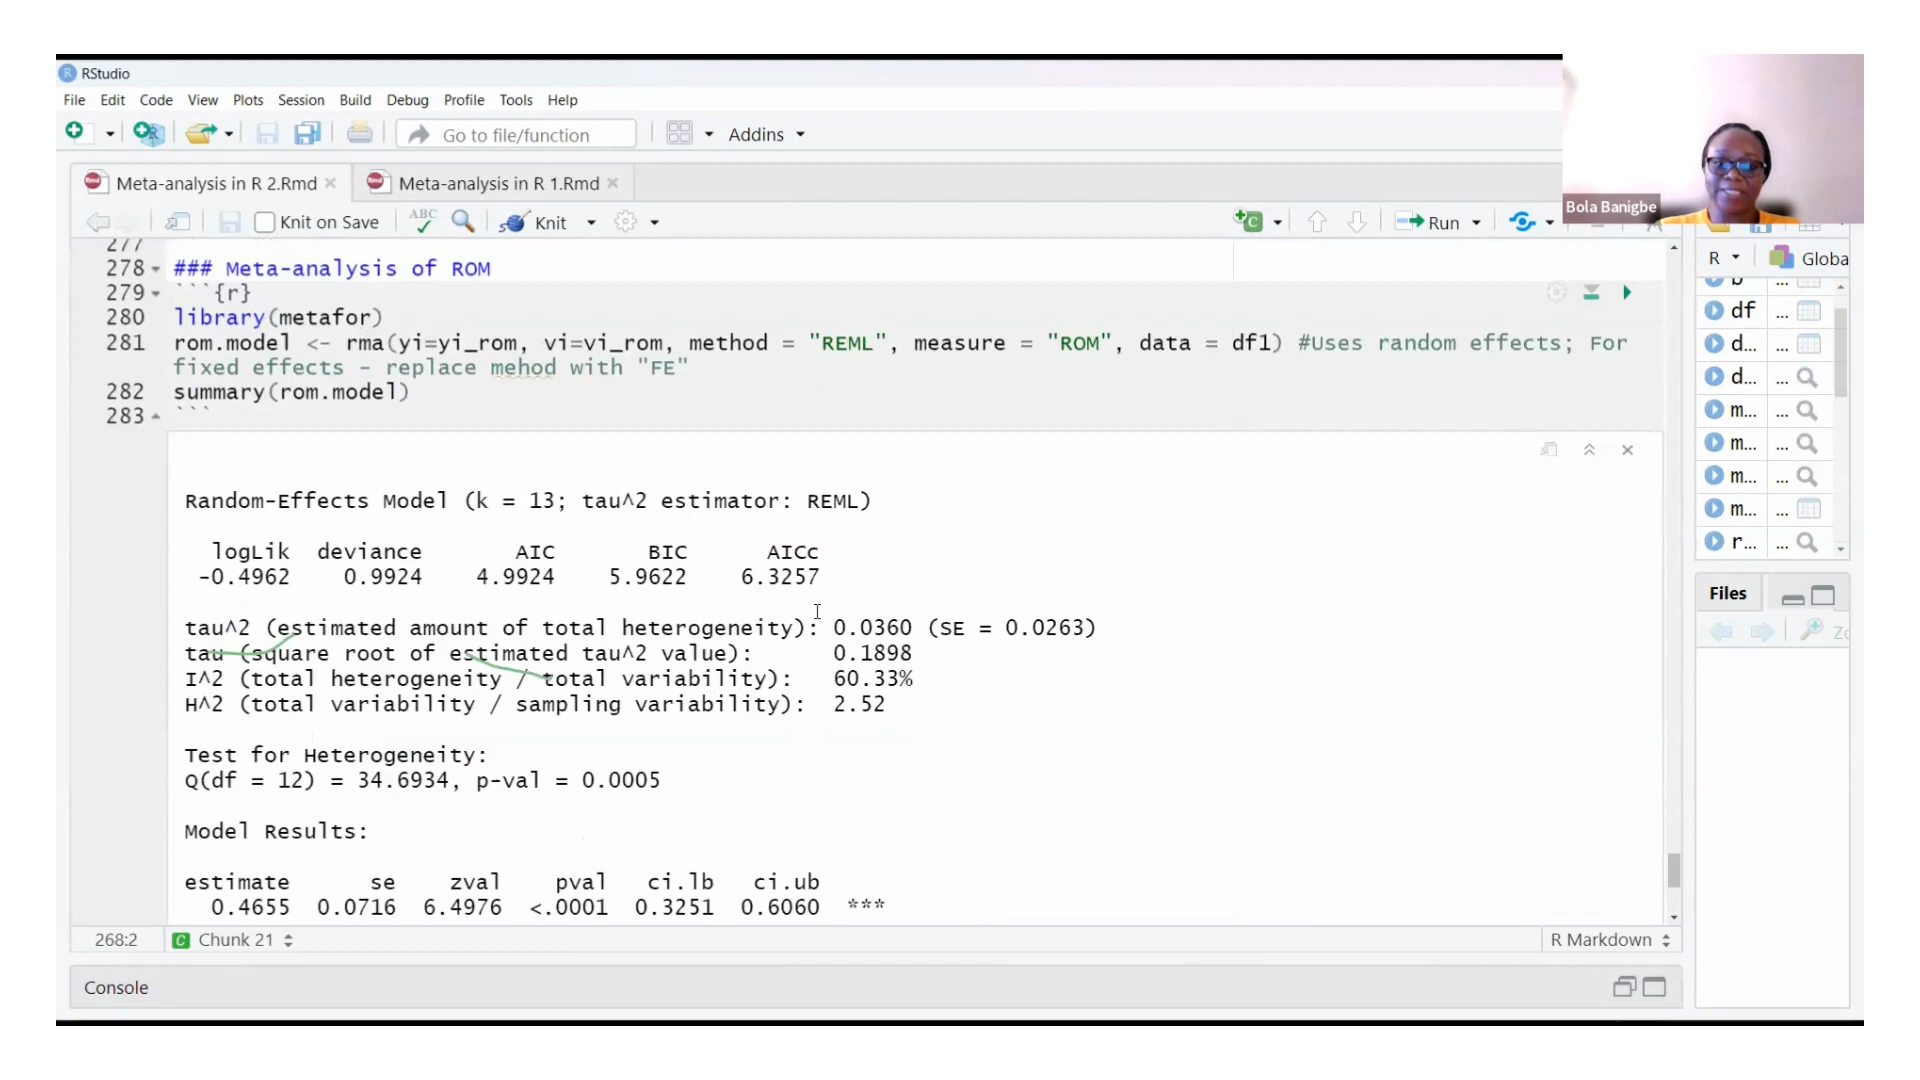 RStudio
File Edit Code View Plots Session Build Debug Profile Tools Help
Go to file/function Addins
Meta-analysis in R 2.Rmd Meta-analysis in R 1.Rmd
Bola Banigbe
Knit on Save ABC Knit Run
R Globa
277
278 ### Meta-analysis of ROM
279 ```{r}
280 library(metafor)
281 rom.model <- rma(yi=yi_rom, vi=vi_rom, method = "REML", measure = "ROM", data = df1) #Uses random effects; For
fixed effects - replace mehod with "FE"
282 summary(rom.model)
283 ```
b ...
df ...
d... ...
d... ...
m... ...
m... ...
m... ...
m... ...
r... ...
Random-Effects Model (k = 13; tau^2 estimator: REML)
logLik deviance AIC BIC AICc
-0.4962 0.9924 4.9924 5.9622 6.3257
tau^2 (estimated amount of total heterogeneity): 0.0360 (SE = 0.0263)
tau (square root of estimated tau^2 value): 0.1898
I^2 (total heterogeneity / total variability): 60.33%
H^2 (total variability / sampling variability): 2.52
Test for Heterogeneity:
Q(df = 12) = 34.6934, p-val = 0.0005
Model Results:
estimate se zval pval ci.lb ci.ub
0.4655 0.0716 6.4976 <.0001 0.3251 0.6060 ***
Files
Zo
268:2 C Chunk 21 R Markdown
Console